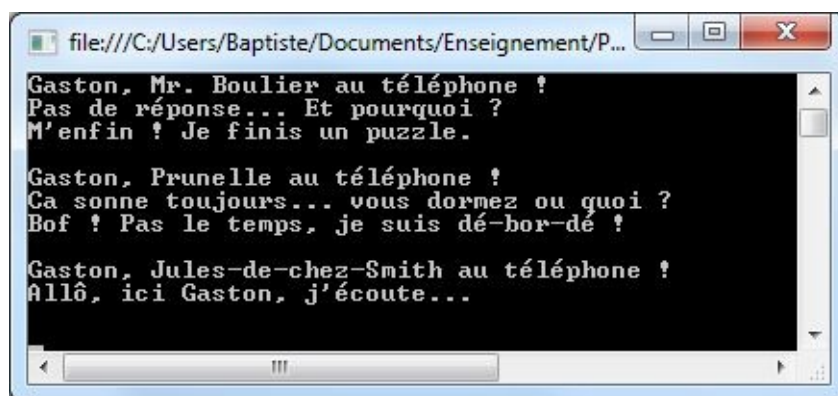 file:///C:/Users/Baptiste/Documents/Enseignement/P...
Gaston, Mr. Boulier au téléphone !
Pas de réponse... Et pourquoi ?
M'enfin ! Je finis un puzzle.
Gaston, Prunelle au téléphone !
Ca sonne toujours... vous dormez ou quoi ?
Bof ! Pas le temps, je suis dé-bor-dé !
Gaston, Jules-de-chez-Smith au téléphone !
Allô, ici Gaston, j'écoute...